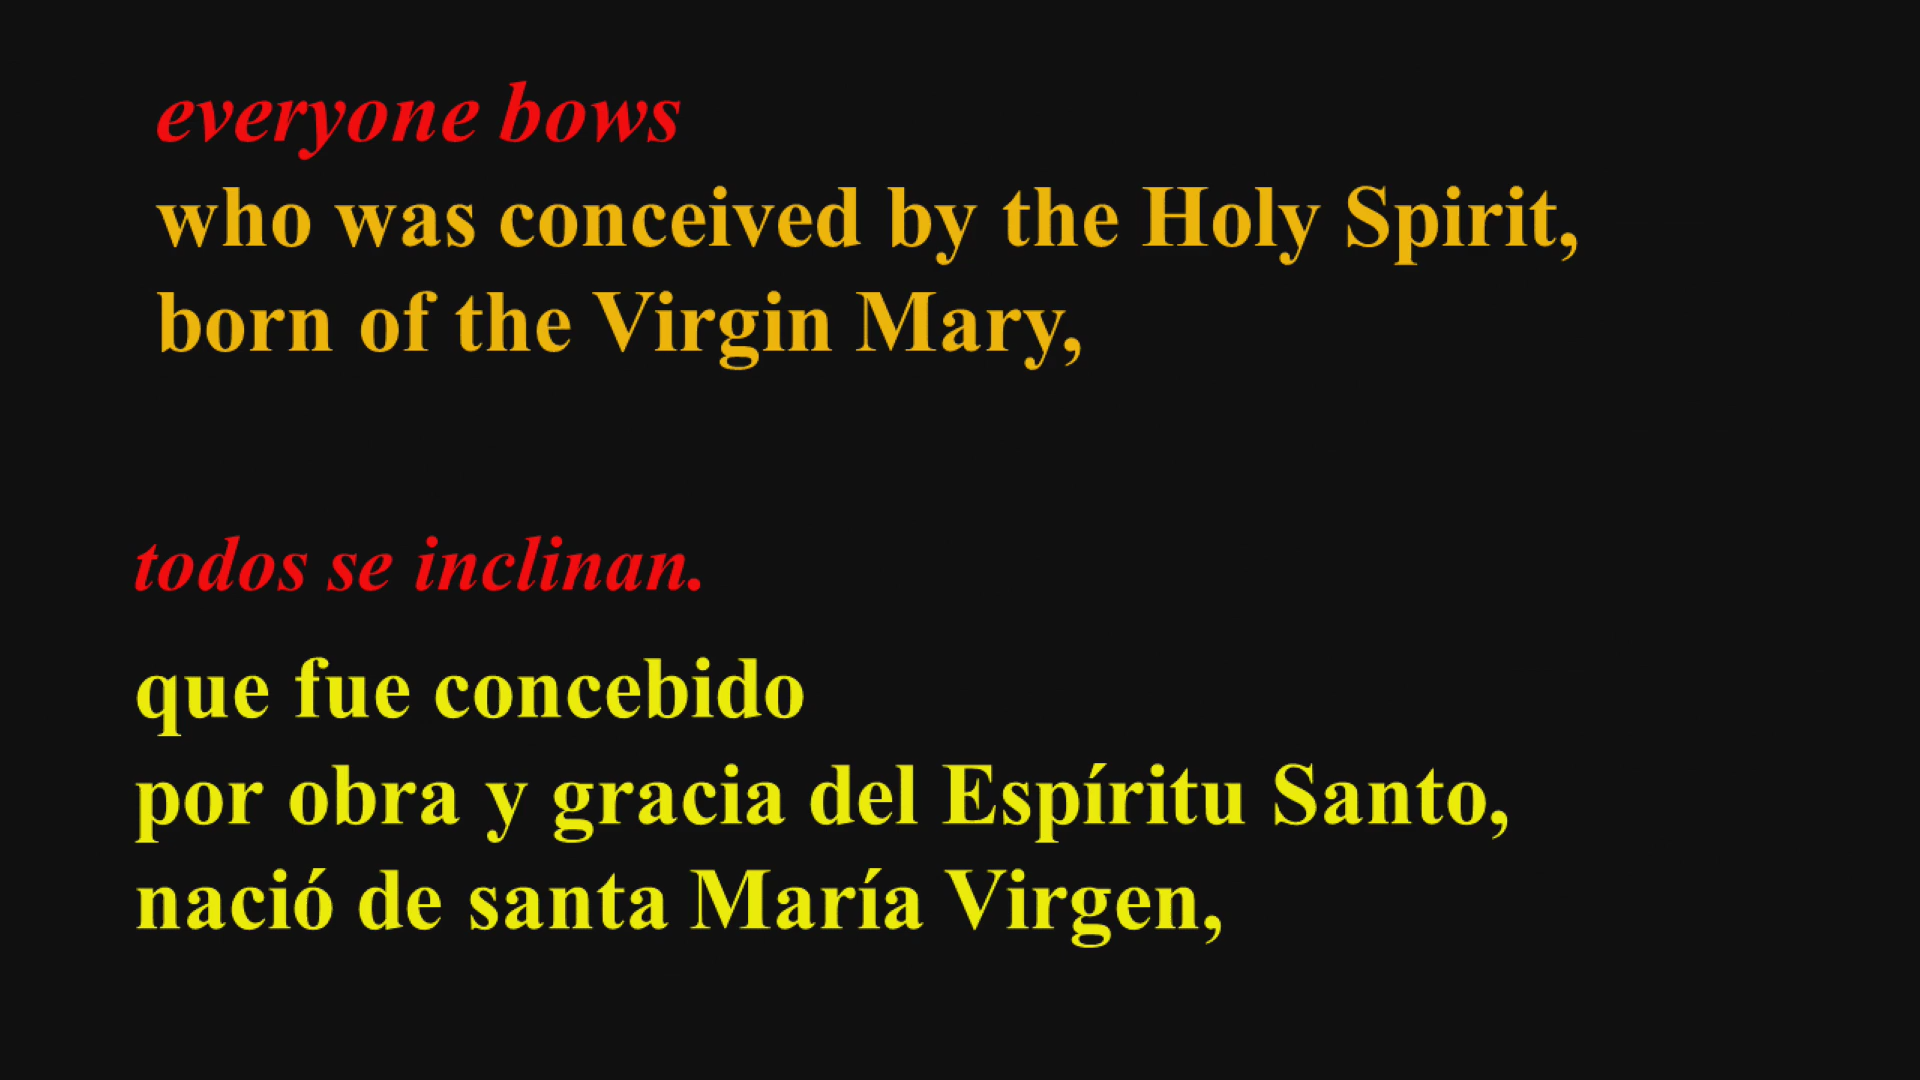 everyone bows
who was conceived by the Holy Spirit,
born of the Virgin Mary,
todos se inclinan.
que fue concebido
por obra y gracia del Espíritu Santo,
nació de santa María Virgen,